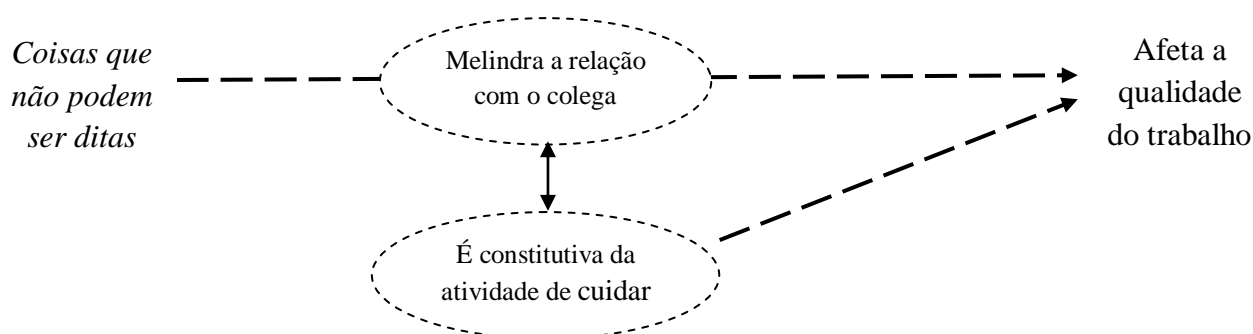 Coisas que
não podem
ser ditas
Melindra a relação
com o colega
É constitutiva da
atividade de cuidar
Afeta a
qualidade
do trabalho